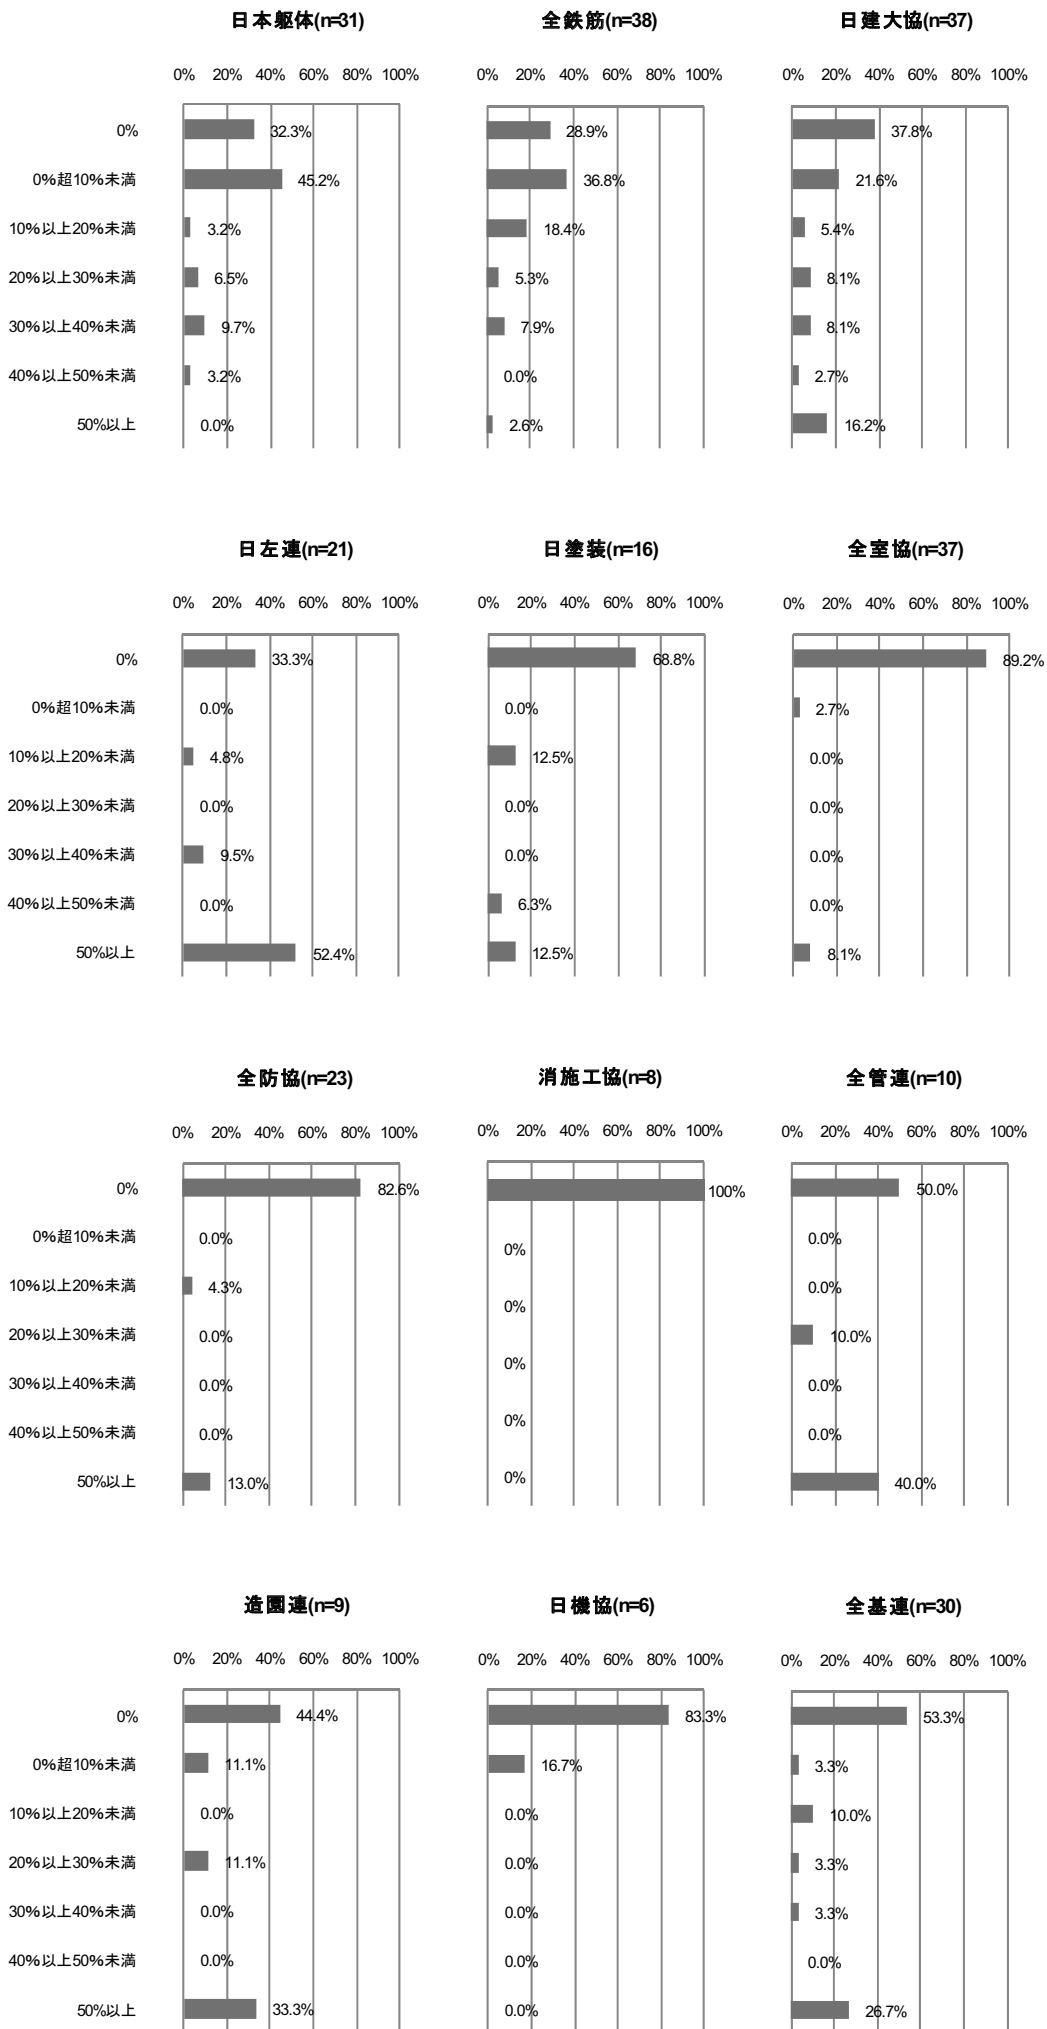 日本躯体(n=31) 全鉄筋(n=38) 日建大協(n=37)
0% 20% 40% 60% 80% 100% 0% 20% 40% 60% 80% 100% 0% 20% 40% 60% 80% 100%
0% 32.3% 28.9% 37.8%
0%超10%未満 45.2% 36.8% 21.6%
10%以上20%未満 3.2% 18.4% 5.4%
20%以上30%未満 6.5% 5.3% 8.1%
30%以上40%未満 9.7% 7.9% 8.1%
40%以上50%未満 3.2% 0.0% 2.7%
50%以上 0.0% 2.6% 16.2%
日左連(n=21) 日塗装(n=16) 全室協(n=37)
0% 20% 40% 60% 80% 100% 0% 20% 40% 60% 80% 100% 0% 20% 40% 60% 80% 100%
0% 33.3% 68.8% 89.2%
0%超10%未満 0.0% 0.0% 2.7%
10%以上20%未満 4.8% 12.5% 0.0%
20%以上30%未満 0.0% 0.0% 0.0%
30%以上40%未満 9.5% 0.0% 0.0%
40%以上50%未満 0.0% 6.3% 0.0%
50%以上 52.4% 12.5% 8.1%
全防協(n=23) 消施工協(n=8) 全管連(n=10)
0% 20% 40% 60% 80% 100% 0% 20% 40% 60% 80% 100% 0% 20% 40% 60% 80% 100%
0% 82.6% 100% 50.0%
0%超10%未満 0.0% 0% 0.0%
10%以上20%未満 4.3% 0% 0.0%
20%以上30%未満 0.0% 0% 10.0%
30%以上40%未満 0.0% 0% 0.0%
40%以上50%未満 0.0% 0% 0.0%
50%以上 13.0% 40.0%
造園連(n=9) 日機協(n=6) 全基連(n=30)
0% 20% 40% 60% 80% 100% 0% 20% 40% 60% 80% 100% 0% 20% 40% 60% 80% 100%
0% 44.4% 83.3% 53.3%
0%超10%未満 11.1% 16.7% 3.3%
10%以上20%未満 0.0% 0.0% 10.0%
20%以上30%未満 11.1% 0.0% 3.3%
30%以上40%未満 0.0% 0.0% 3.3%
40%以上50%未満 0.0% 0.0% 0.0%
50%以上 33.3% 0.0% 26.7%